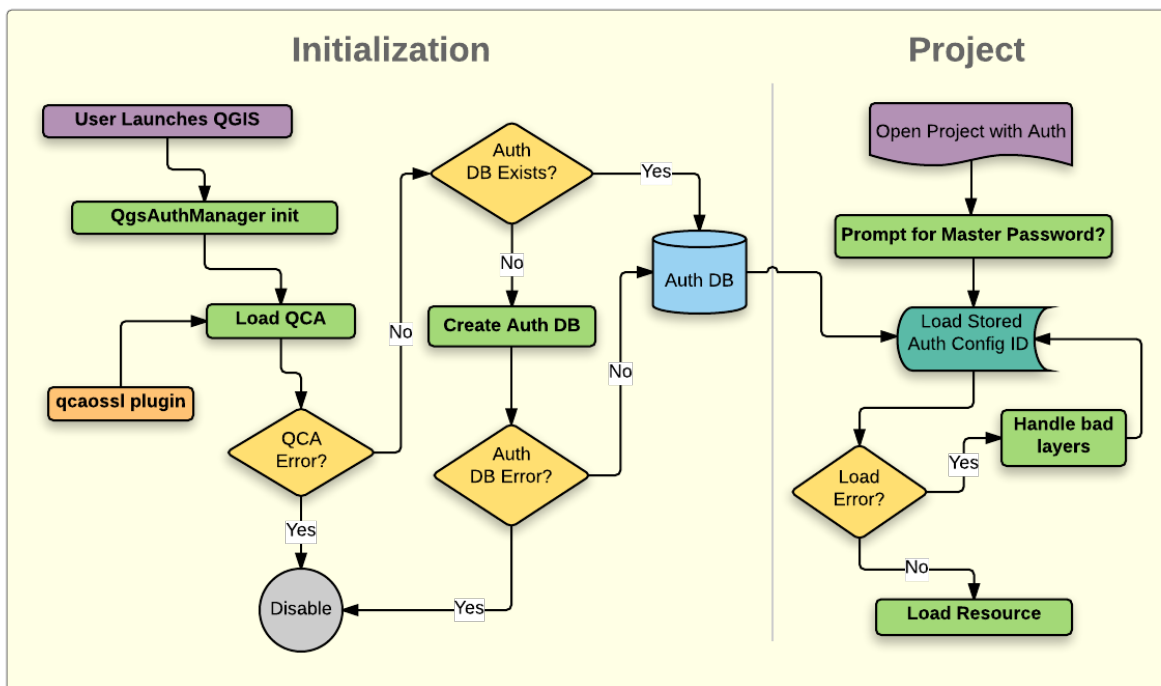 Initialization
Project
User Launches QGIS
QgsAuthManager init
Load QCA
qcaossl plugin
QCA
Error?
Yes
Disable
No
Auth
DB Exists?
Yes
No
Create Auth DB
Auth
DB Error?
No
Yes
Auth DB
Open Project with Auth
Prompt for Master Password?
Load Stored
Auth Config ID
Handle bad
layers
Load
Error?
Yes
No
Load Resource